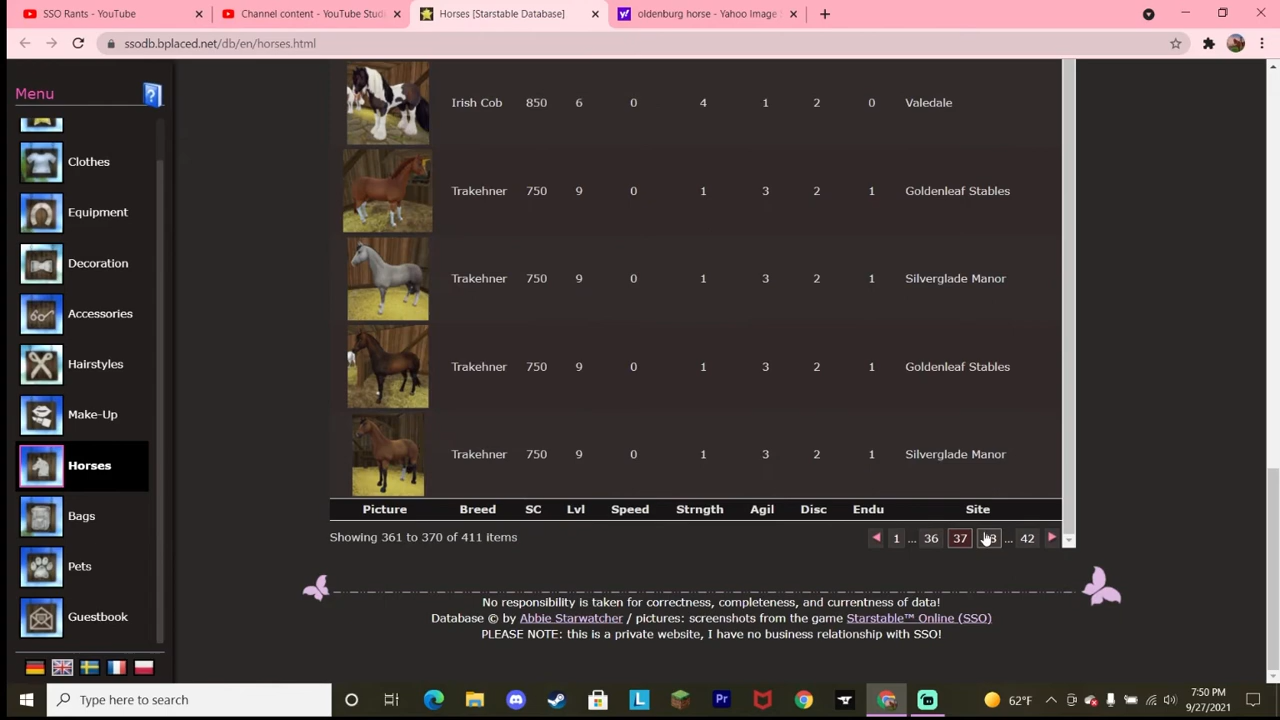 SSO Rants - YouTube
Channel content - YouTube Studi
Horses [Starstable Database]
oldenburg horse - Yahoo Image S
ssodb.bplaced.net/db/en/horses.html
Menu
Clothes
Equipment
Decoration
Accessories
Hairstyles
Make-Up
Horses
Bags
Pets
Guestbook
Irish Cob 850 6 0 4 1 2 0 Valedale
Trakehner 750 9 0 1 3 2 1 Goldenleaf Stables
Trakehner 750 9 0 1 3 2 1 Silverglade Manor
Trakehner 750 9 0 1 3 2 1 Goldenleaf Stables
Trakehner 750 9 0 1 3 2 1 Silverglade Manor
Picture Breed SC Lvl Speed Strngth Agil Disc Endu Site
Showing 361 to 370 of 411 items
1 ... 36 37 ... 42
No responsibility is taken for correctness, completeness, and currentness of data!
Database © by Abbie Starwatcher / pictures: screenshots from the game Starstable™ Online (SSO)
PLEASE NOTE: this is a private website, I have no business relationship with SSO!
Type here to search
62°F
7:50 PM
9/27/2021